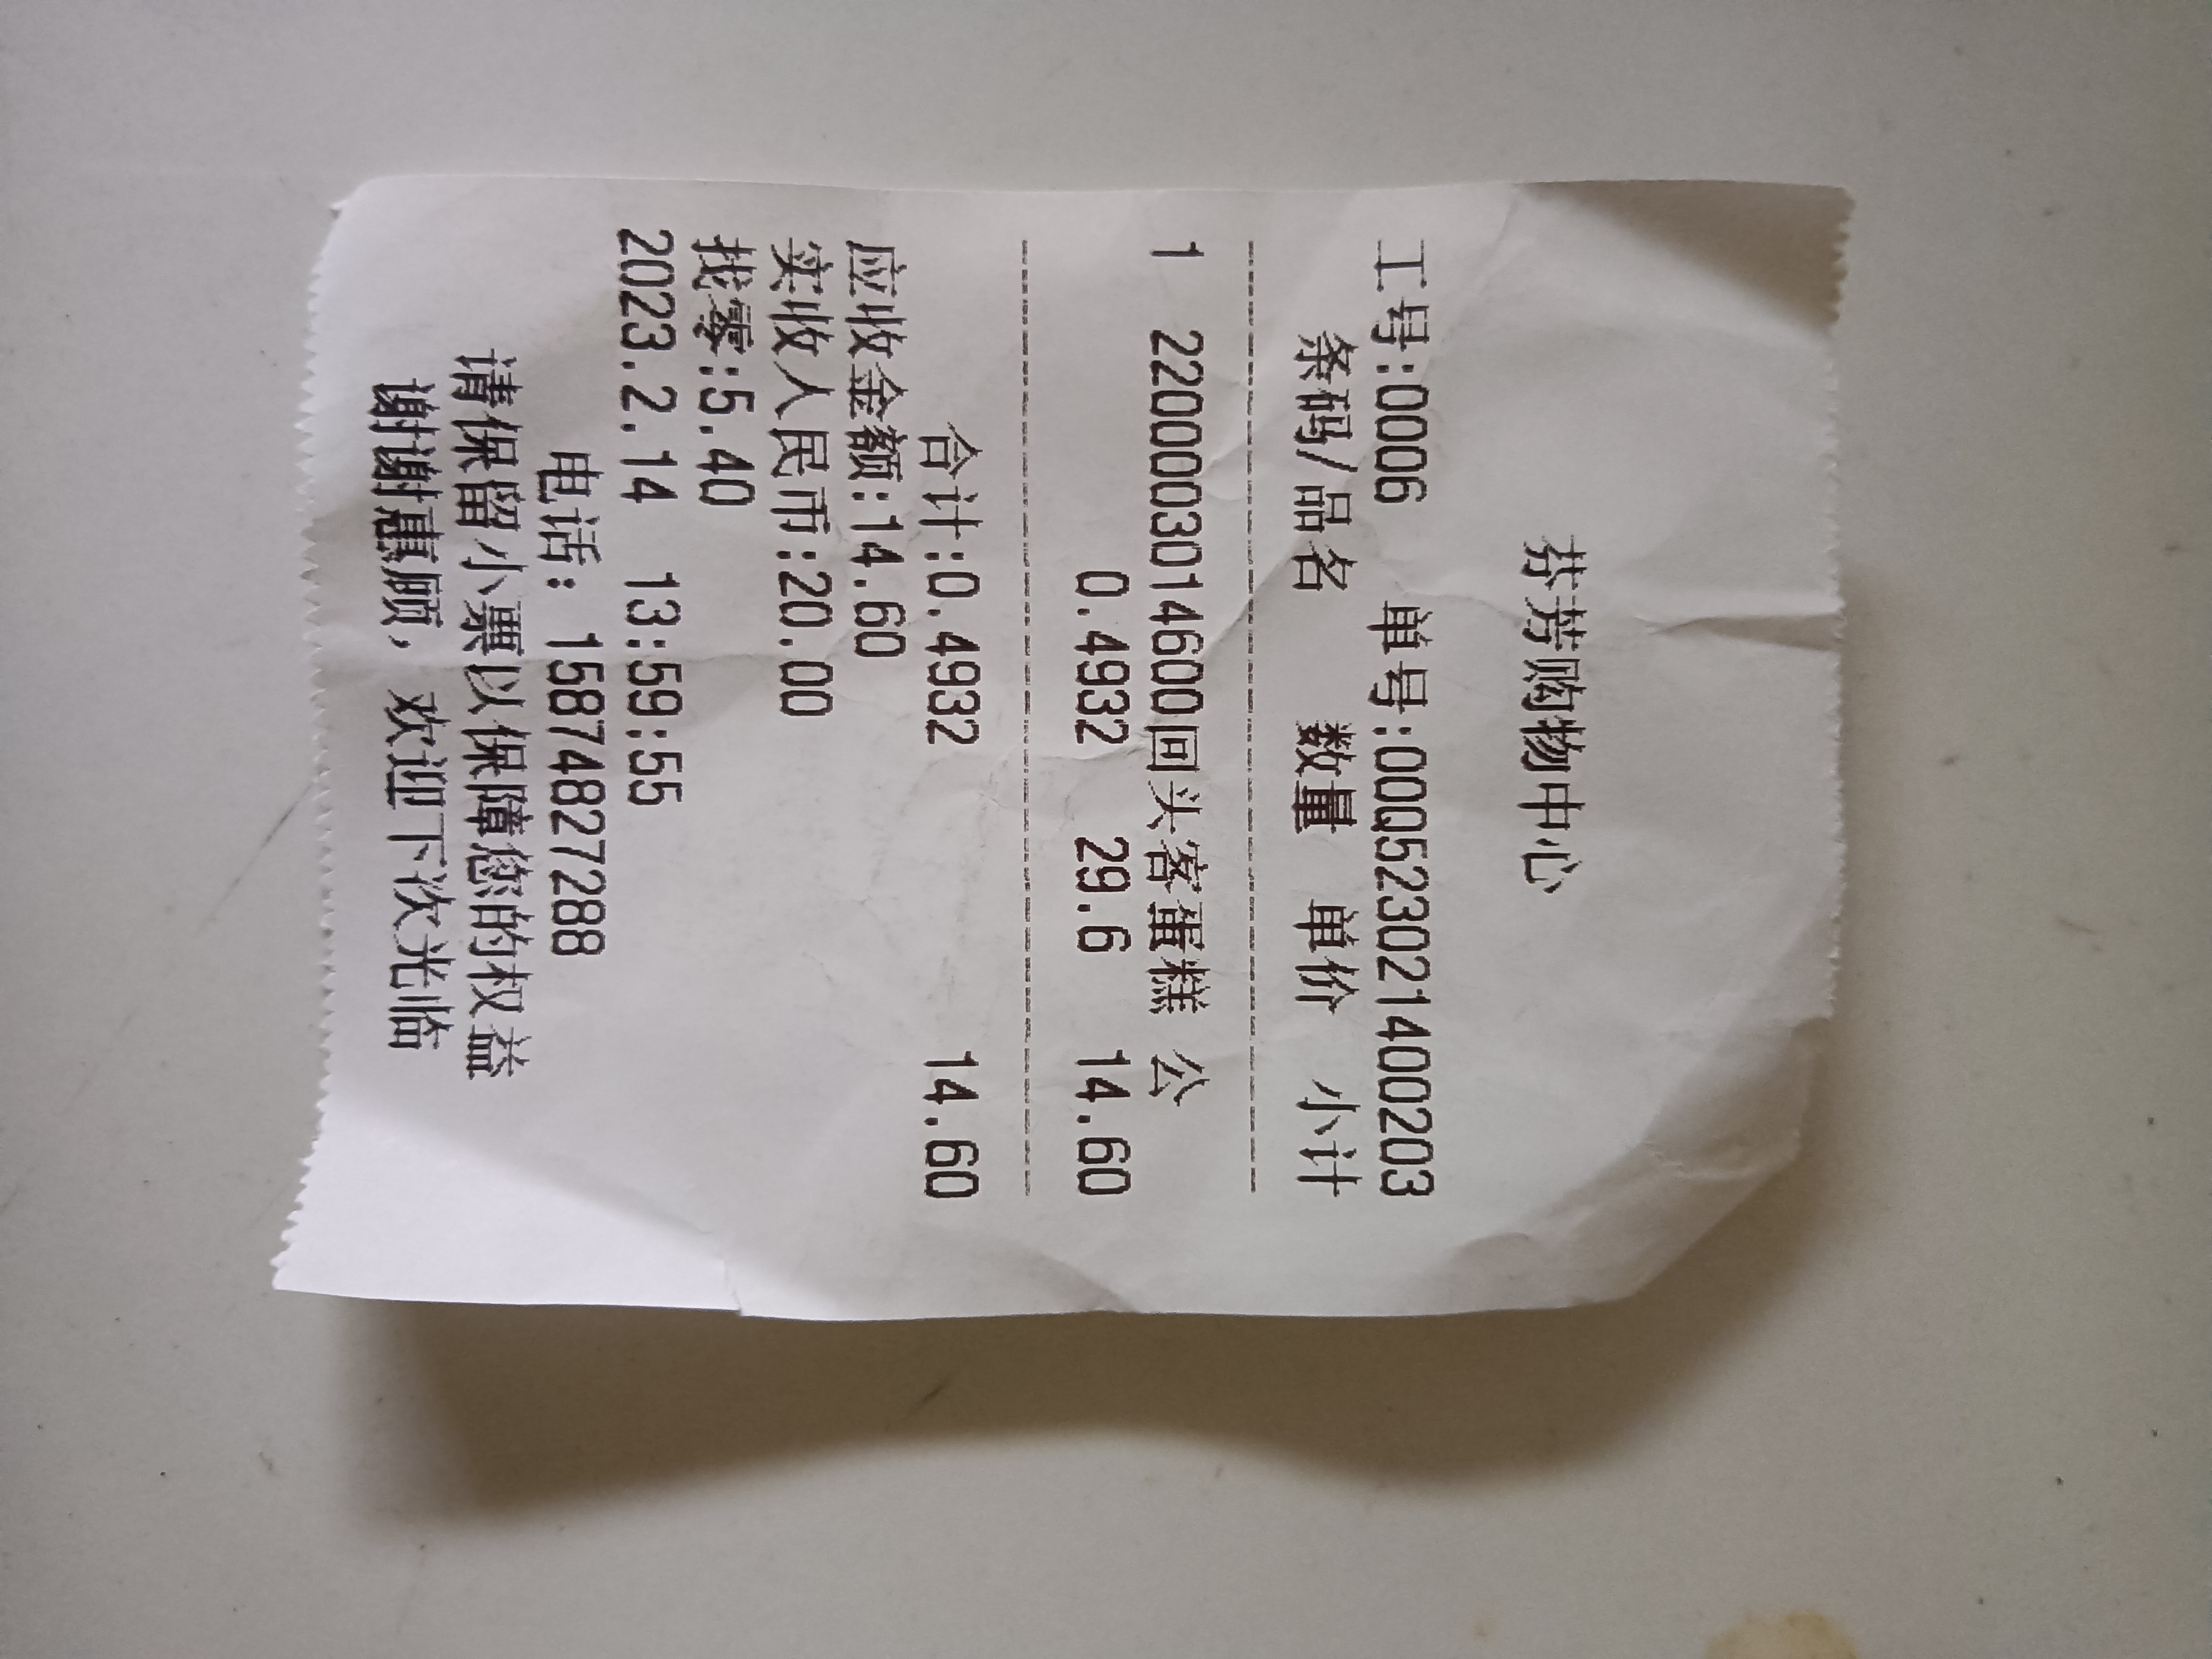 芬芳购物中心
工号:0006 单号:000523021400203
条码/品名 数量 单价 小计
1 2200003014600回头客蛋糕 公
0.4932 29.6 14.60
合计:0.4932 14.60
应收金额:14.60
实收人民币:20.00
找零:5.40
2023.2.14 13:59:55
电话: 15874827288
请保留小票以保障您的权益
谢谢惠顾, 欢迎下次光临